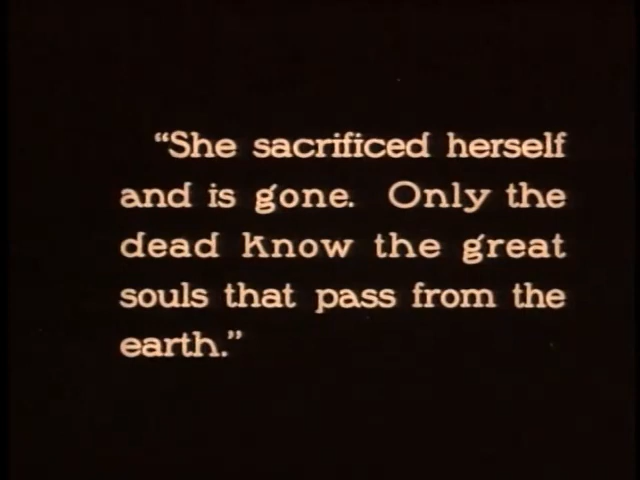 “She sacrificed herself
and is gone. Only the
dead know the great
souls that pass from the
earth.”